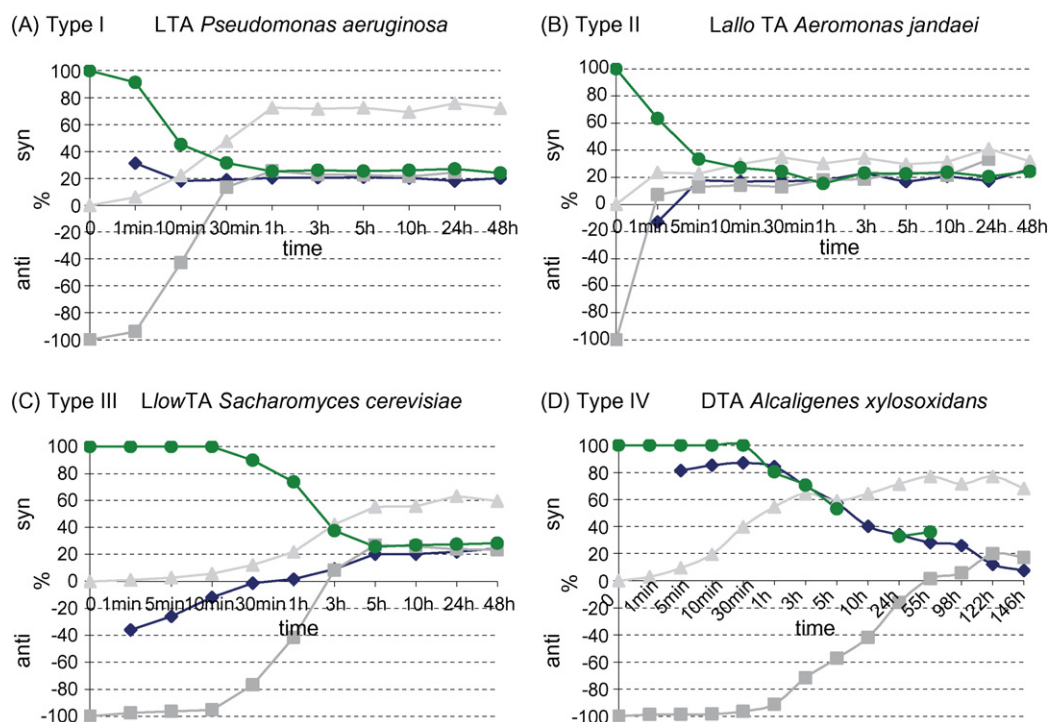 (A) Type I LTA Pseudomonas aeruginosa
100
80
60
40
20
0
-20
-40
-60
-80
-100
syn
%
anti
0 1min 10min 30min 1h 3h 5h 10h 24h 48h
time
(B) Type II Lallo TA Aeromonas jandaei
100
80
60
40
20
0
-20
-40
-60
-80
-100
syn
%
anti
0 1min 5min 10min 30min 1h 3h 5h 10h 24h 48h
time
(C) Type III LlowTA Sacharomyces cerevisiae
100
80
60
40
20
0
-20
-40
-60
-80
-100
syn
%
anti
0 1min 5min 10min 30min 1h 3h 5h 10h 24h 48h
time
(D) Type IV DTA Alcaligenes xylosoxidans
100
80
60
40
20
0
-20
-40
-60
-80
-100
syn
%
anti
0 1min 5min 10min 30min 1h 3h 5h 10h 24h 55h 98h 122h 146h
time